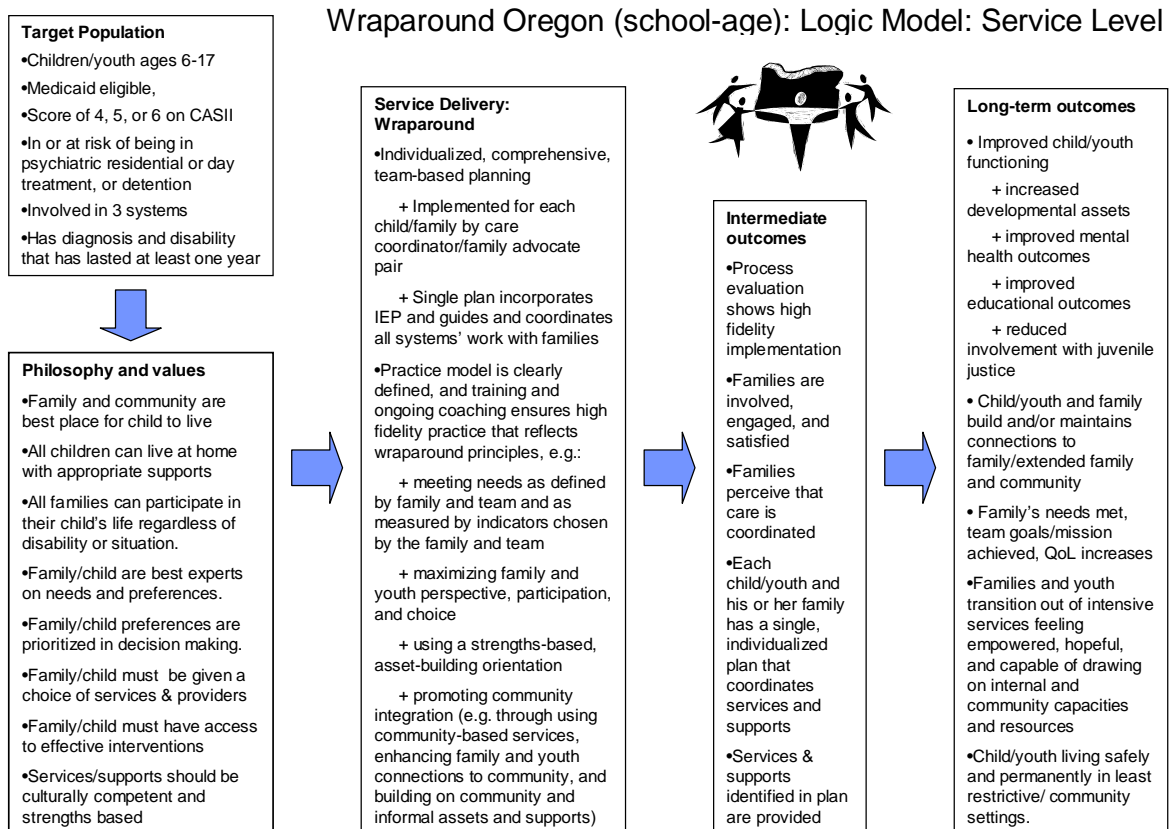 Wraparound Oregon (school-age): Logic Model: Service Level
Target Population
•Children/youth ages 6-17
•Medicaid eligible,
•Score of 4, 5, or 6 on CASII
•In or at risk of being in
psychiatric residential or day
treatment, or detention
•Involved in 3 systems
•Has diagnosis and disability
that has lasted at least one year
Philosophy and values
•Family and community are
best place for child to live
•All children can live at home
with appropriate supports
•All families can participate in
their child’s life regardless of
disability or situation.
•Family/child are best experts
on needs and preferences.
•Family/child preferences are
prioritized in decision making.
•Family/child must be given a
choice of services & providers
•Family/child must have access
to effective interventions
•Services/supports should be
culturally competent and
strengths based
Service Delivery:
Wraparound
•Individualized, comprehensive,
team-based planning
+ Implemented for each
child/family by care
coordinator/family advocate
pair
+ Single plan incorporates
IEP and guides and coordinates
all systems’ work with families
•Practice model is clearly
defined, and training and
ongoing coaching ensures high
fidelity practice that reflects
wraparound principles, e.g.:
+ meeting needs as defined
by family and team and as
measured by indicators chosen
by the family and team
+ maximizing family and
youth perspective, participation,
and choice
+ using a strengths-based,
asset-building orientation
+ promoting community
integration (e.g. through using
community-based services,
enhancing family and youth
connections to community, and
building on community and
informal assets and supports)
Intermediate
outcomes
•Process
evaluation
shows high
fidelity
implementation
•Families are
involved,
engaged, and
satisfied
•Families
perceive that
care is
coordinated
•Each
child/youth and
his or her family
has a single,
individualized
plan that
coordinates
services and
supports
•Services &
supports
identified in plan
are provided
Long-term outcomes
• Improved child/youth
functioning
+ increased
developmental assets
+ improved mental
health outcomes
+ improved
educational outcomes
+ reduced
involvement with juvenile
justice
• Child/youth and family
build and/or maintains
connections to
family/extended family
and community
• Family’s needs met,
team goals/mission
achieved, QoL increases
•Families and youth
transition out of intensive
services feeling
empowered, hopeful,
and capable of drawing
on internal and
community capacities
and resources
•Child/youth living safely
and permanently in least
restrictive/ community
settings.